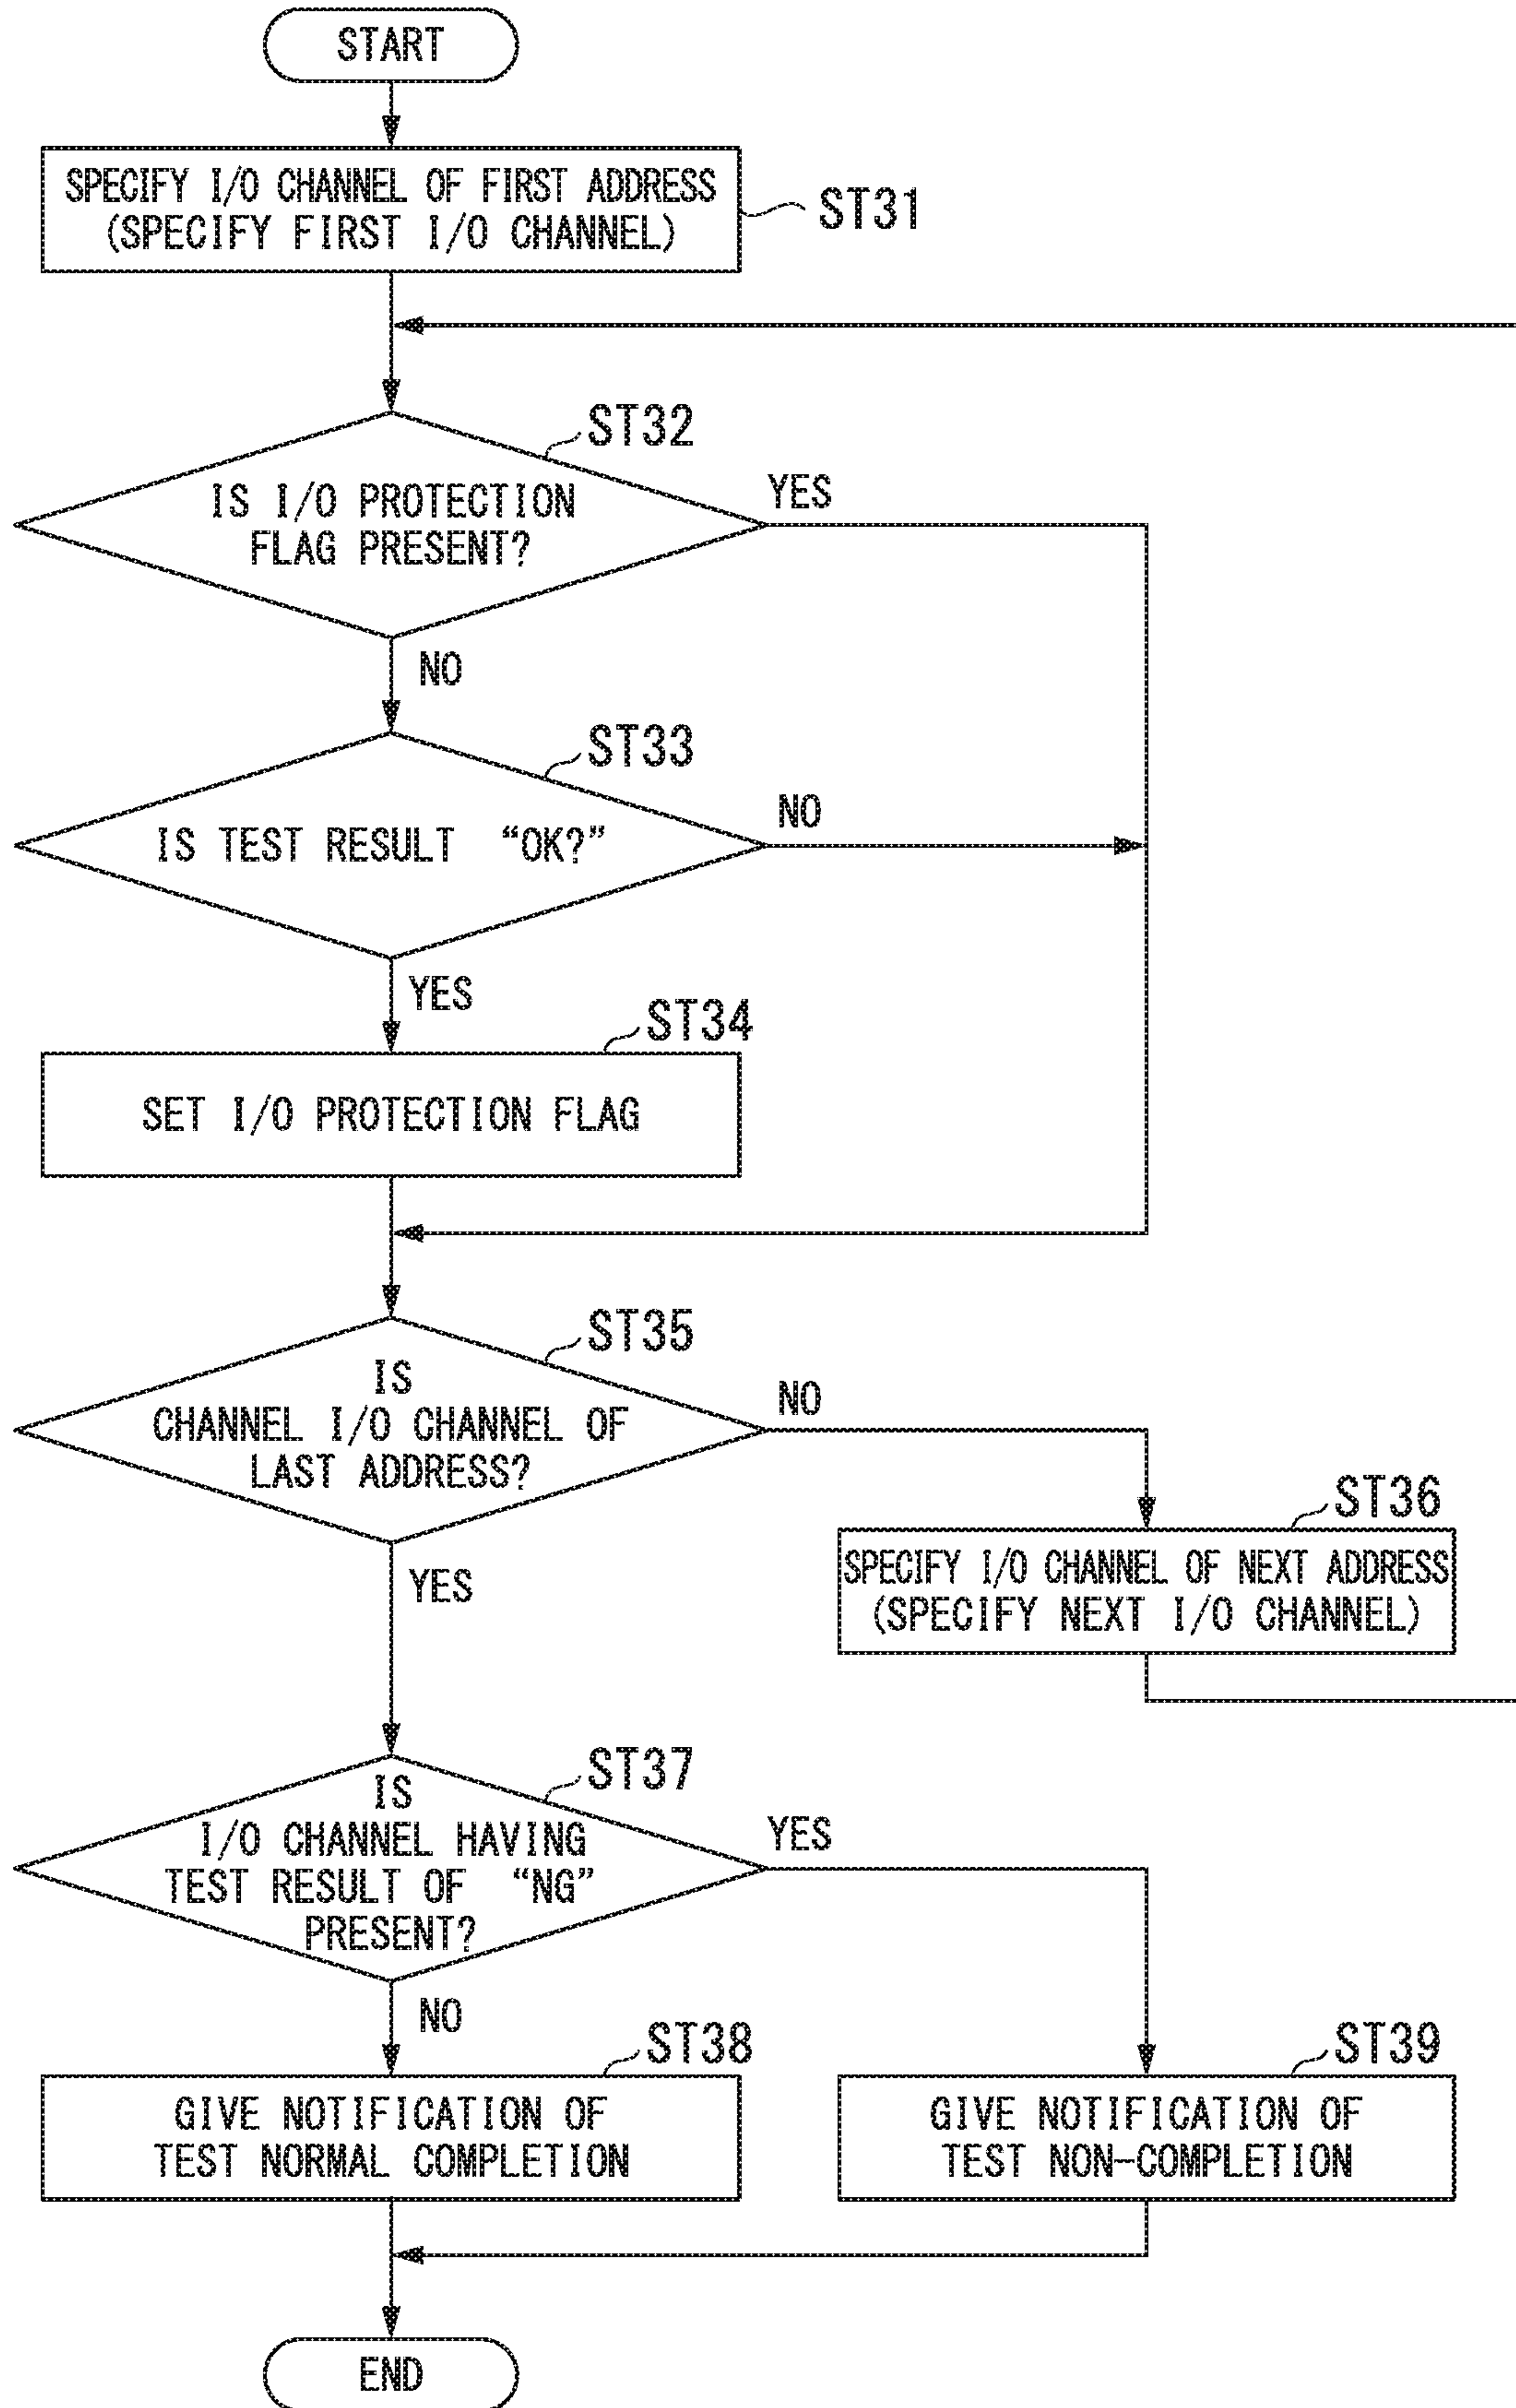 START
SPECIFY I/O CHANNEL OF FIRST ADDRESS
(SPECIFY FIRST I/O CHANNEL)
ST31
ST32
IS I/O PROTECTION
FLAG PRESENT?
YES
NO
ST33
IS TEST RESULT “OK?”
NO
YES
ST34
SET I/O PROTECTION FLAG
ST35
IS
CHANNEL I/O CHANNEL OF
LAST ADDRESS?
NO
YES
ST36
SPECIFY I/O CHANNEL OF NEXT ADDRESS
(SPECIFY NEXT I/O CHANNEL)
ST37
IS
I/O CHANNEL HAVING
TEST RESULT OF “NG”
PRESENT?
YES
NO
ST38
GIVE NOTIFICATION OF
TEST NORMAL COMPLETION
ST39
GIVE NOTIFICATION OF
TEST NON-COMPLETION
END